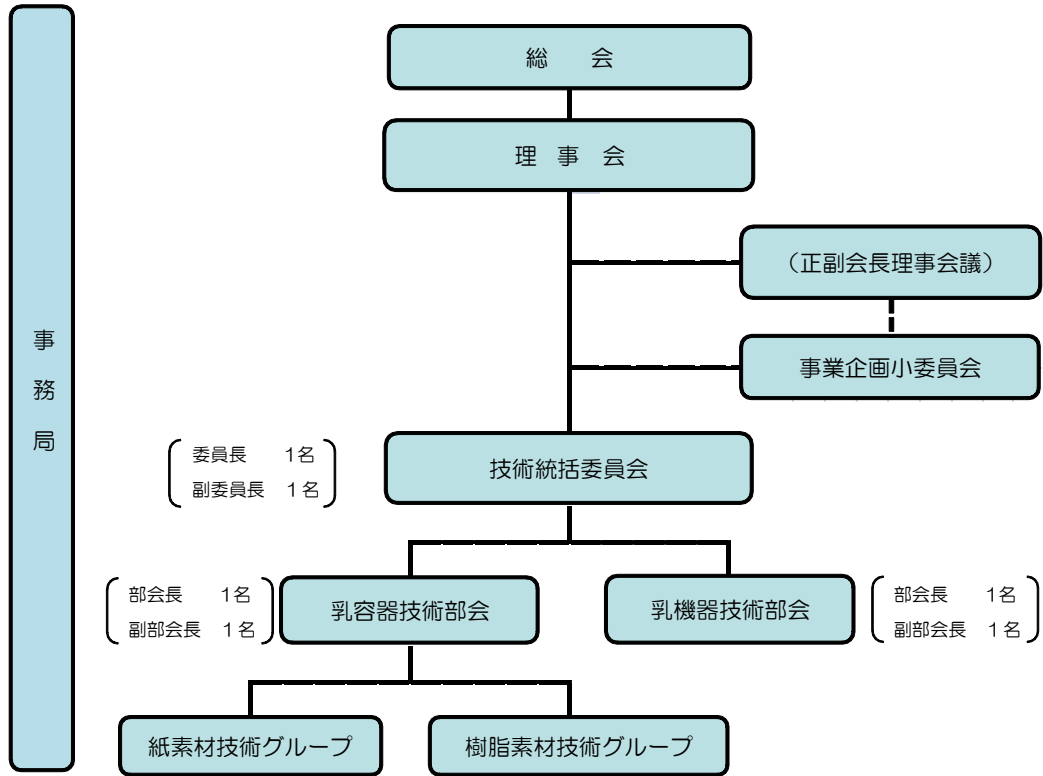 総　会
理　事　会
（正副会長理事会議）
事業企画小委員会
事
務
局
委員長　１名
副委員長　１名
技術統括委員会
部会長　１名
副部会長　１名
乳容器技術部会
乳機器技術部会
部会長　１名
副部会長　１名
紙素材技術グループ
樹脂素材技術グループ